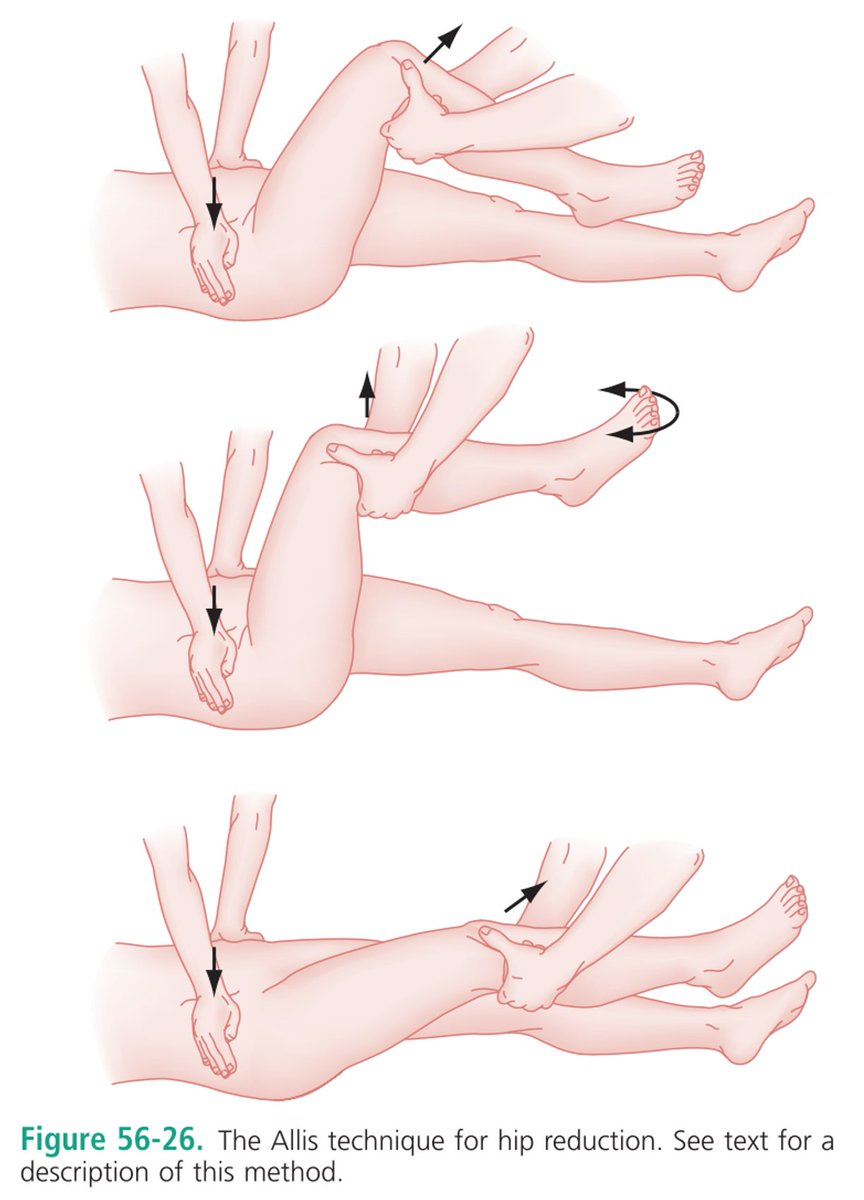 Figure 56-26. The Allis technique for hip reduction. See text for a
description of this method.